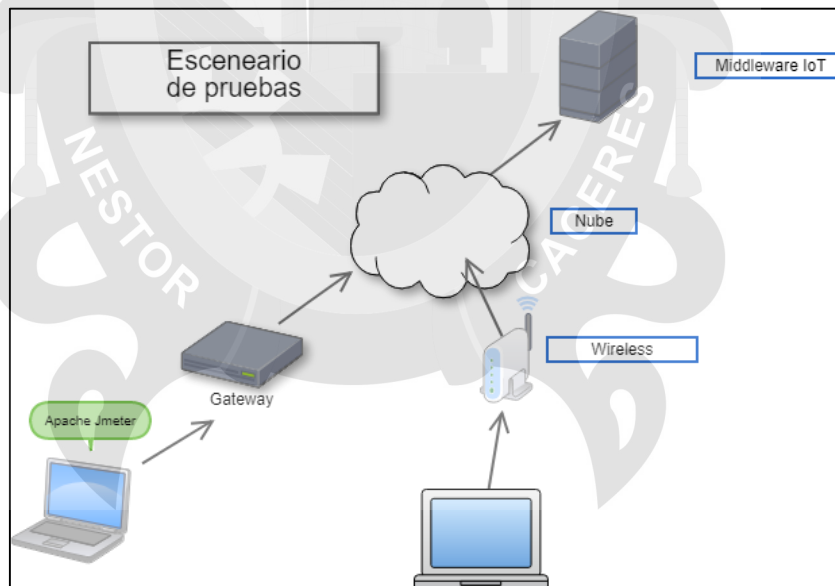 Esceneario
de pruebas
Middleware IoT
NESTOR
CACERES
Nube
Wireless
Gateway
Apache Jmeter